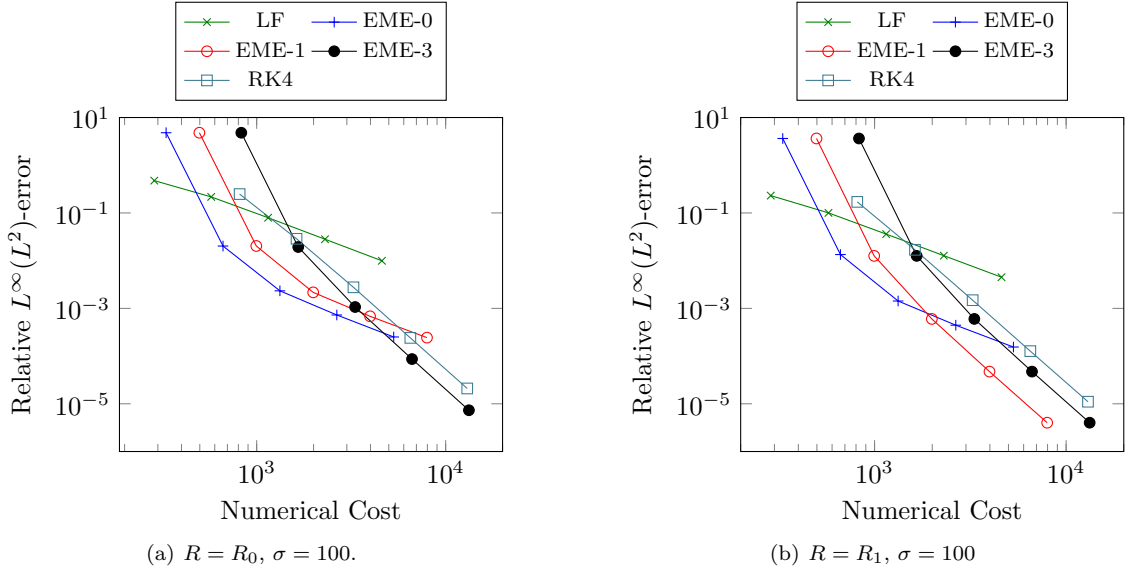 LF EME-0
EME-1 EME-3
RK4
10^1
10^−1
10^−3
10^−5
10^3 10^4
Relative L^∞(L^2)-error
Numerical Cost
(a) R = R_0, σ = 100.
LF EME-0
EME-1 EME-3
RK4
10^1
10^−1
10^−3
10^−5
10^3 10^4
Relative L^∞(L^2)-error
Numerical Cost
(b) R = R_1, σ = 100